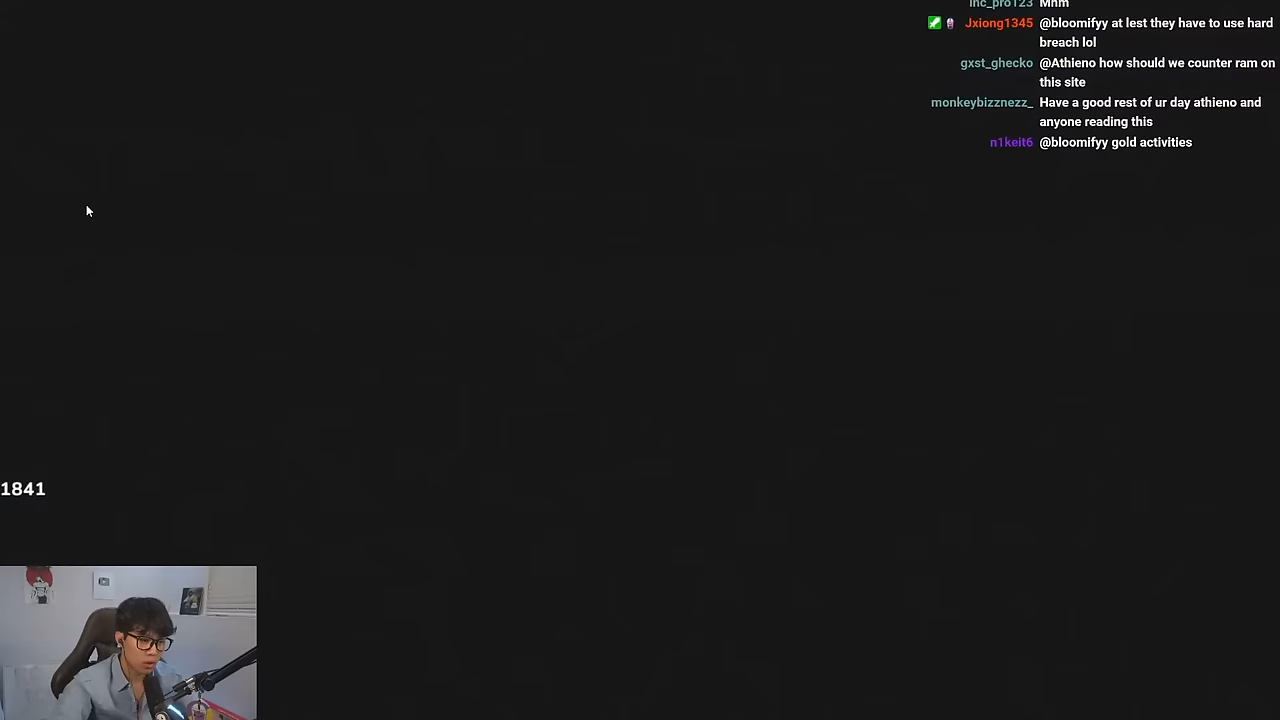 inc_pro123 Mhm
Jxiong1345 @bloomifyy at lest they have to use hard
breach lol
gxst_ghecko @Athieno how should we counter ram on
this site
monkeybizznezz_ Have a good rest of ur day athieno and
anyone reading this
n1keit6 @bloomifyy gold activities
1841